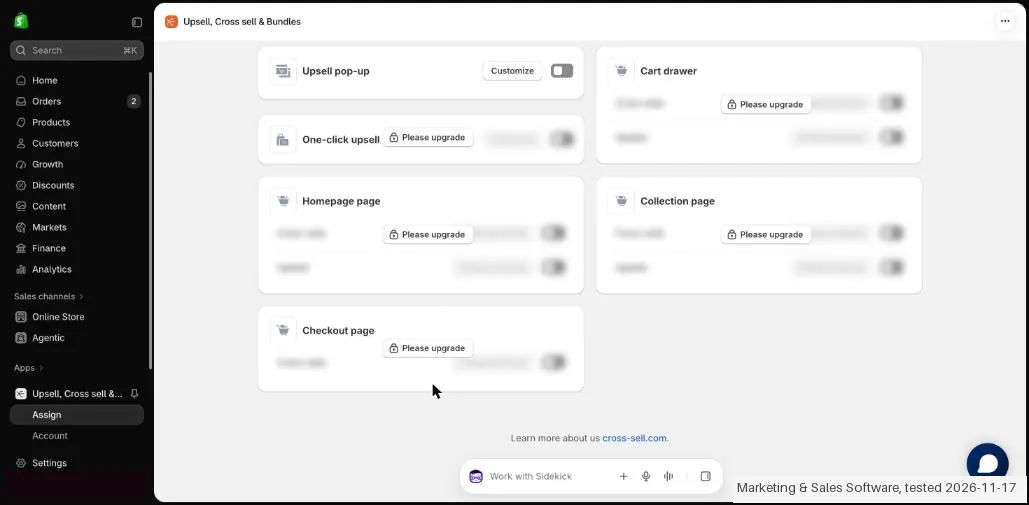 Upsell, Cross sell & Bundles
Search ⌘K
Home
Orders 2
Products
Customers
Growth
Discounts
Content
Markets
Finance
Analytics
Sales channels
Online Store
Agentic
Apps
Upsell, Cross sell &...
Assign
Account
Settings
Upsell pop-up Customize
One-click upsell Please upgrade
Cart drawer
Please upgrade
Homepage page
Please upgrade
Collection page
Please upgrade
Checkout page
Please upgrade
Learn more about us cross-sell.com.
Work with Sidekick
Marketing & Sales Software, tested 2026-11-17